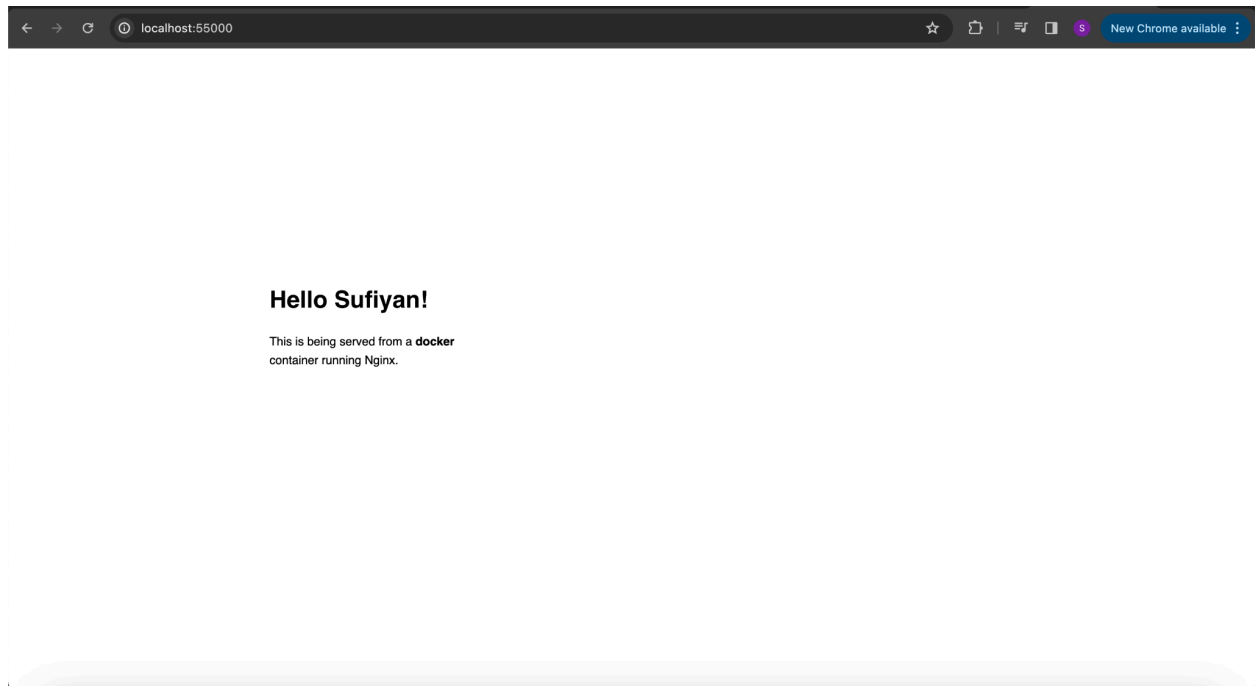 localhost:55000
S
New Chrome available
Hello Sufiyan!
This is being served from a docker
container running Nginx.